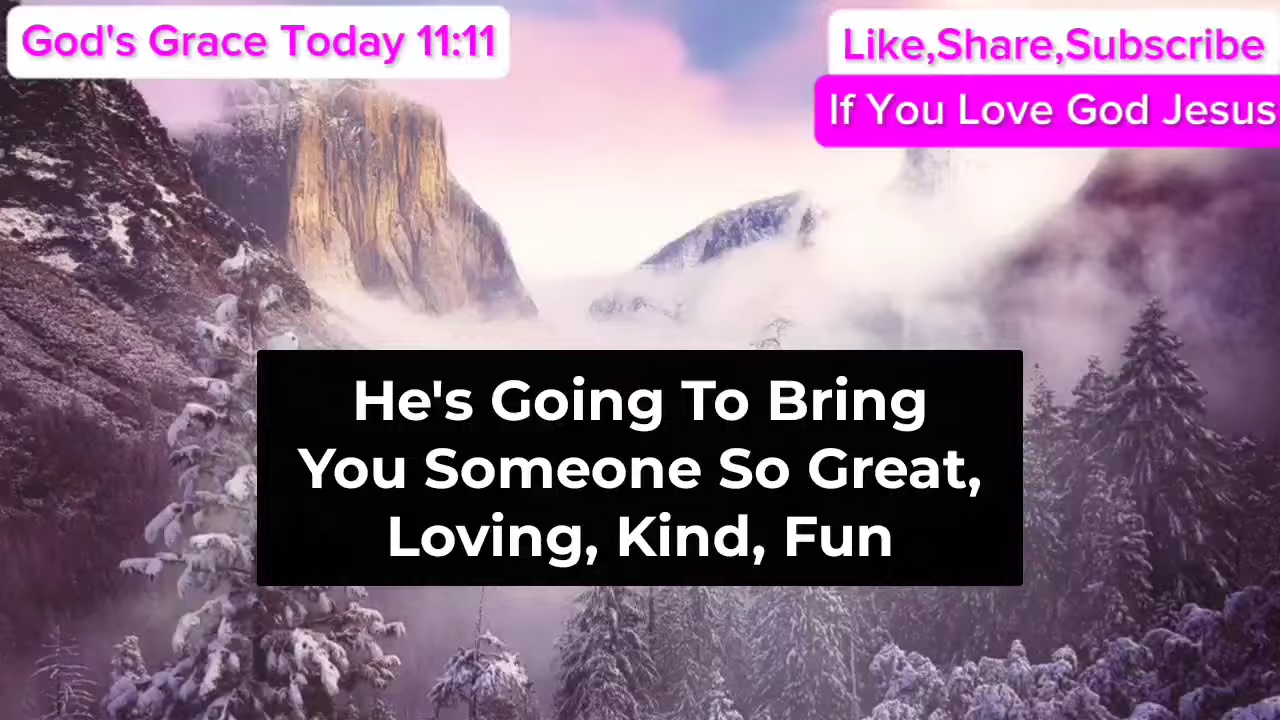 God's Grace Today 11:11
Like,Share,Subscribe
If You Love God Jesus
He's Going To Bring
You Someone So Great,
Loving, Kind, Fun